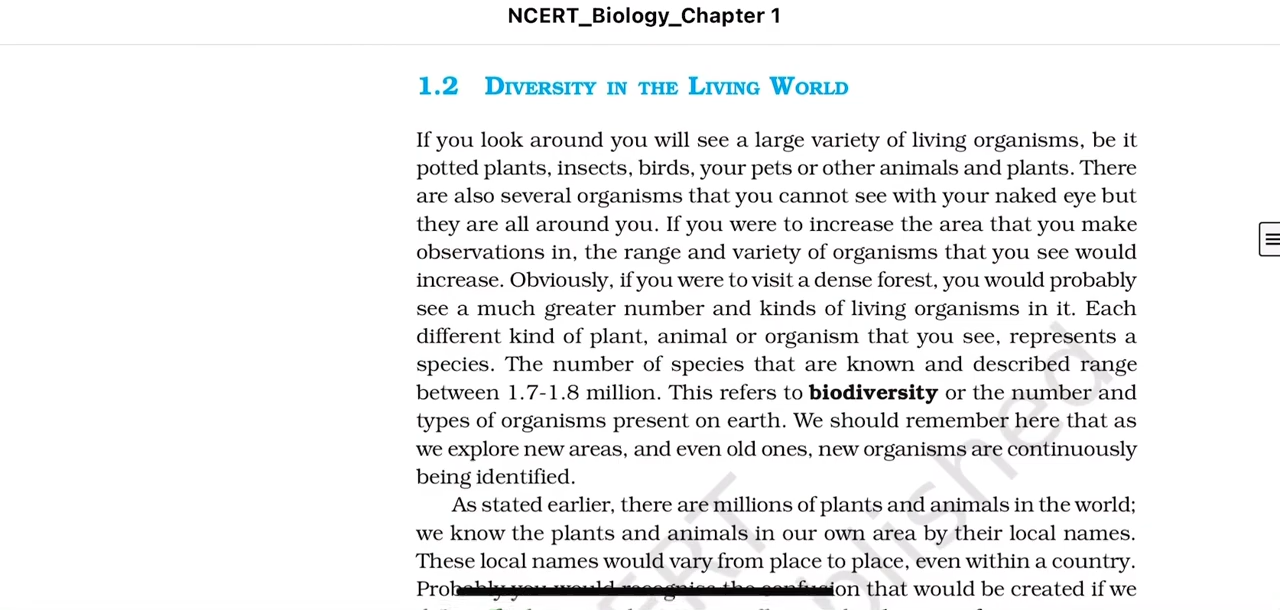 NCERT_Biology_Chapter 1
1.2 DIVERSITY IN THE LIVING WORLD
If you look around you will see a large variety of living organisms, be it
potted plants, insects, birds, your pets or other animals and plants. There
are also several organisms that you cannot see with your naked eye but
they are all around you. If you were to increase the area that you make
observations in, the range and variety of organisms that you see would
increase. Obviously, if you were to visit a dense forest, you would probably
see a much greater number and kinds of living organisms in it. Each
different kind of plant, animal or organism that you see, represents a
species. The number of species that are known and described range
between 1.7-1.8 million. This refers to biodiversity or the number and
types of organisms present on earth. We should remember here that as
we explore new areas, and even old ones, new organisms are continuously
being identified.
As stated earlier, there are millions of plants and animals in the world;
we know the plants and animals in our own area by their local names.
These local names would vary from place to place, even within a country.
Probably you would recognise the confusion that would be created if we